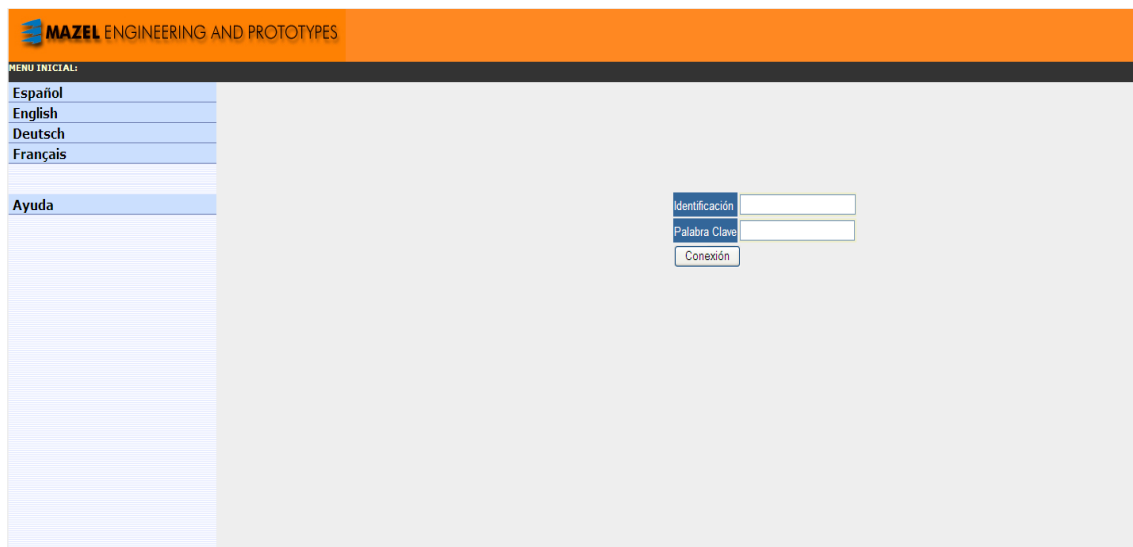 MAZEL ENGINEERING AND PROTOTYPES
MENU INICIAL:
Español
English
Deutsch
Français
Ayuda
Identificación
Palabra Clave
Conexión